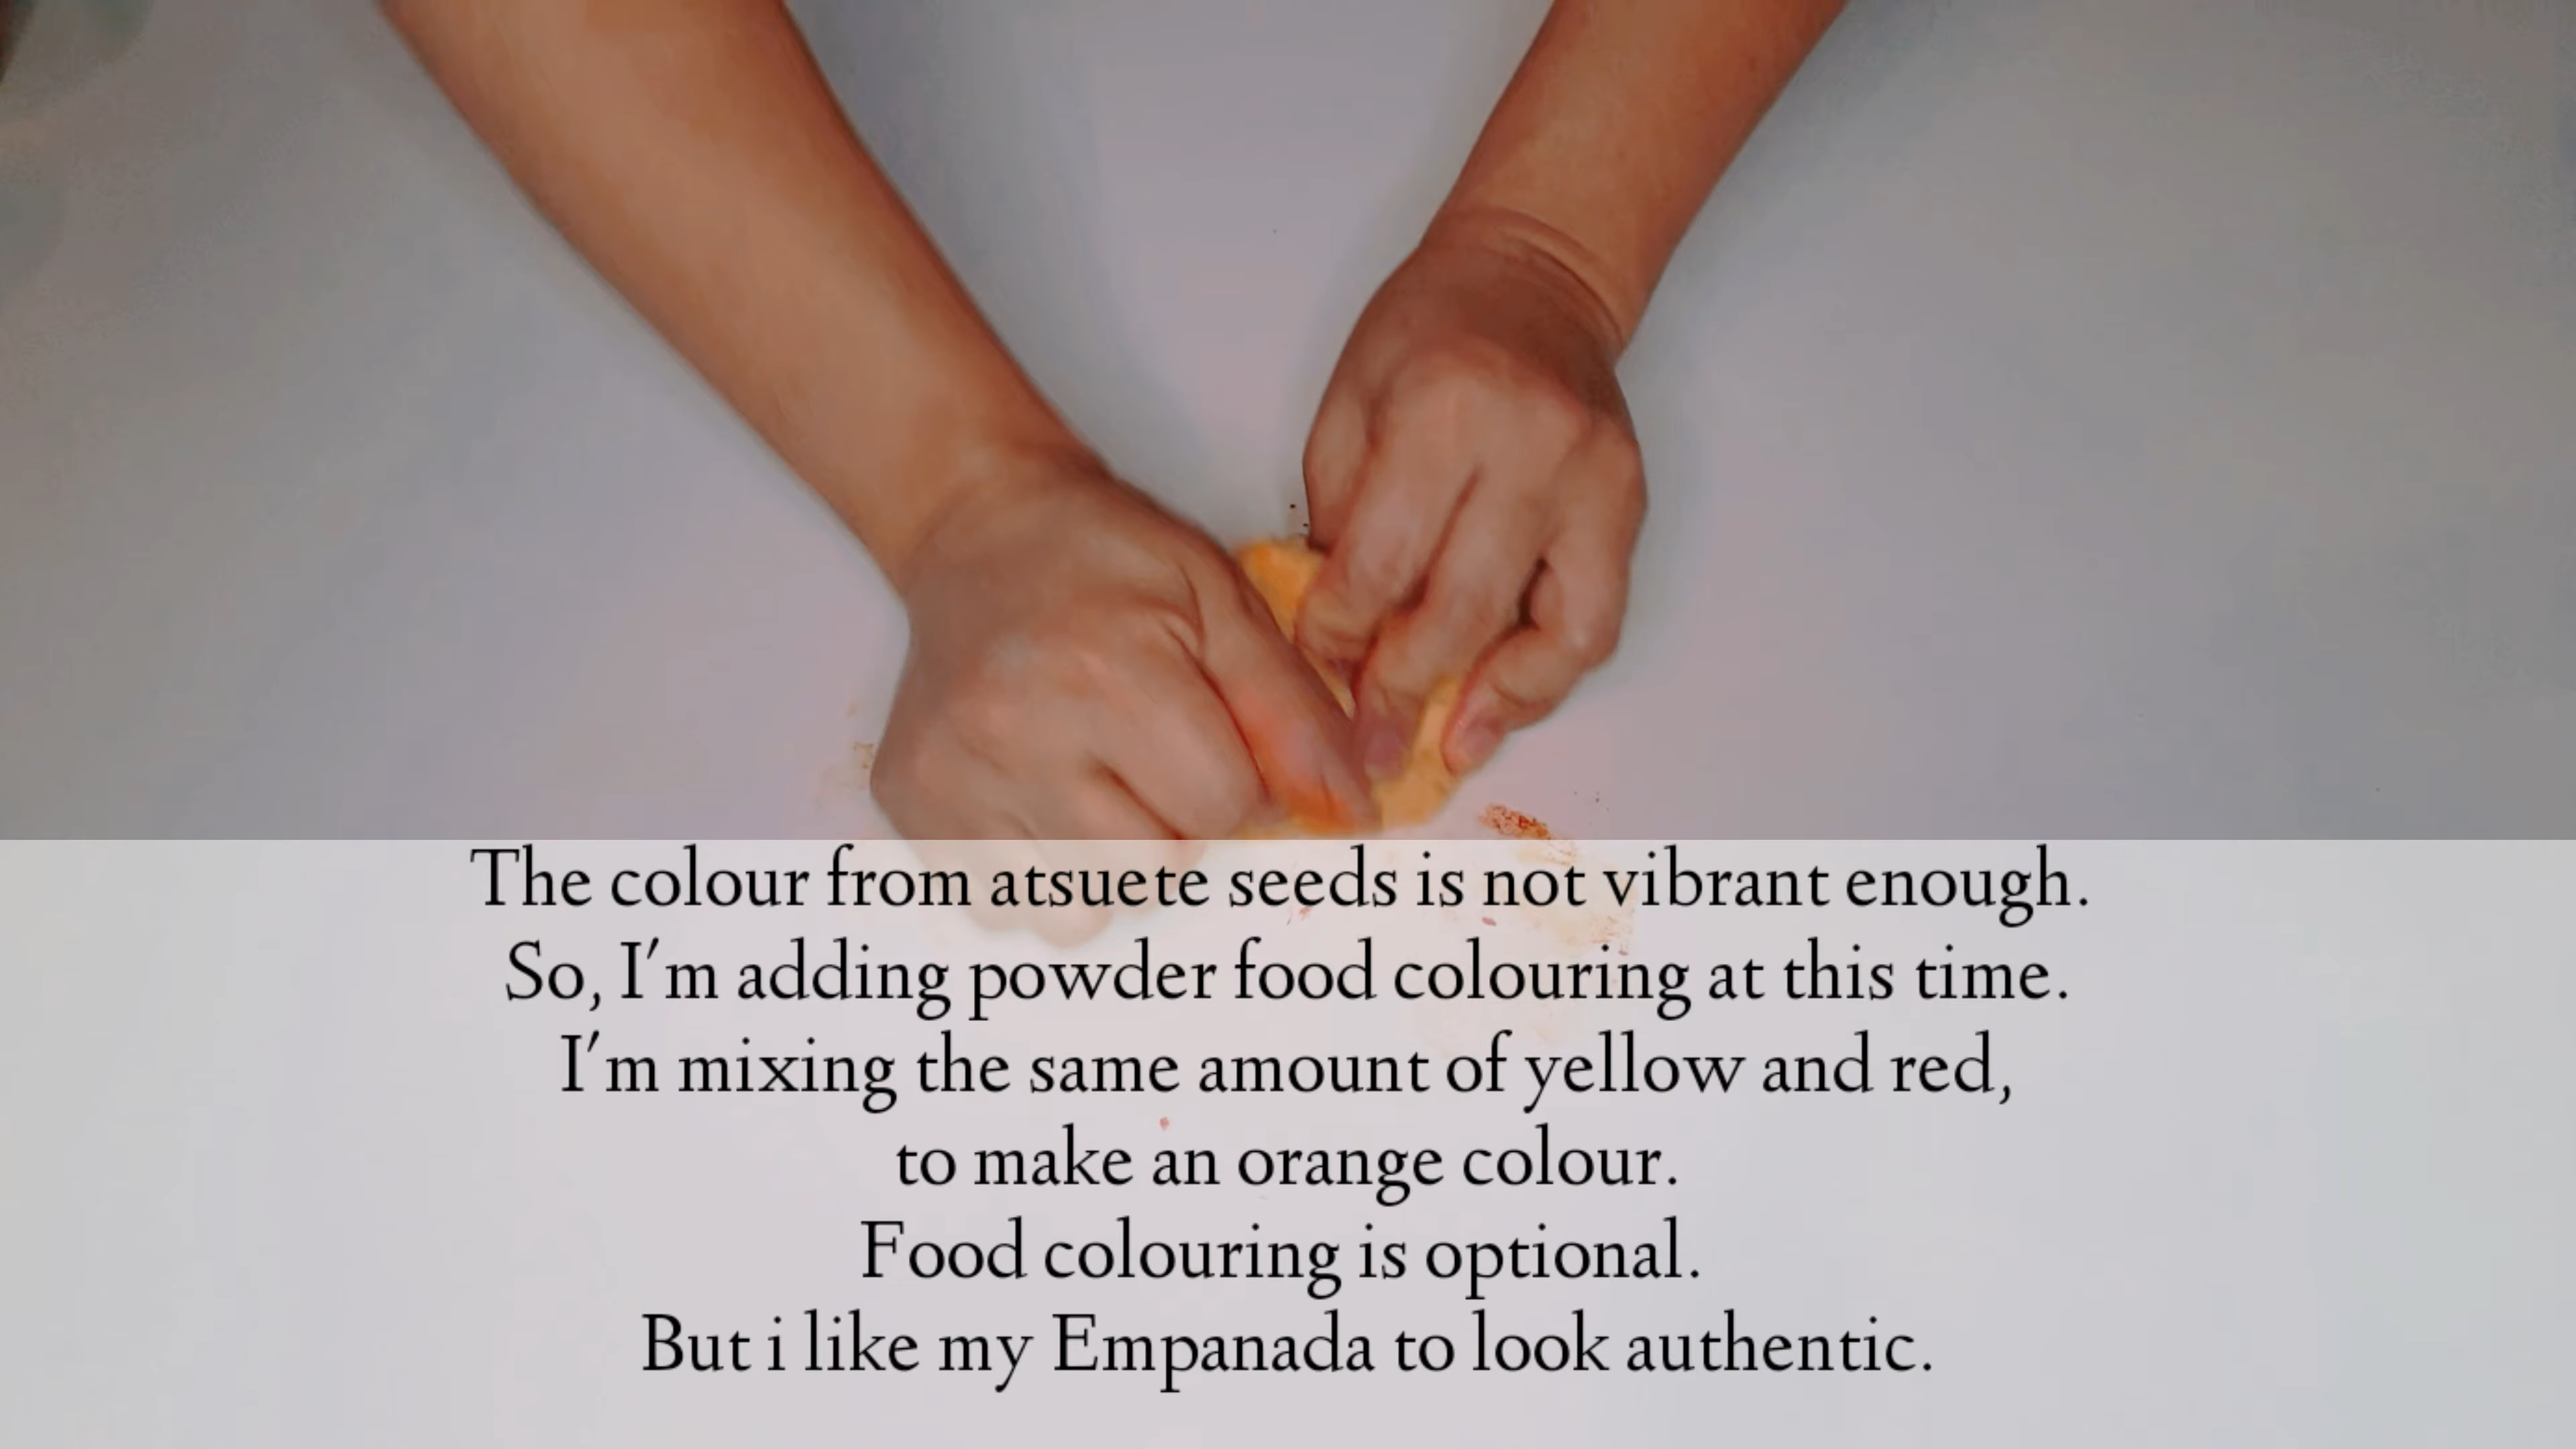 The colour from atsuete seeds is not vibrant enough.
So, I'm adding powder food colouring at this time.
I'm mixing the same amount of yellow and red,
to make an orange colour.
Food colouring is optional.
But i like my Empanada to look authentic.